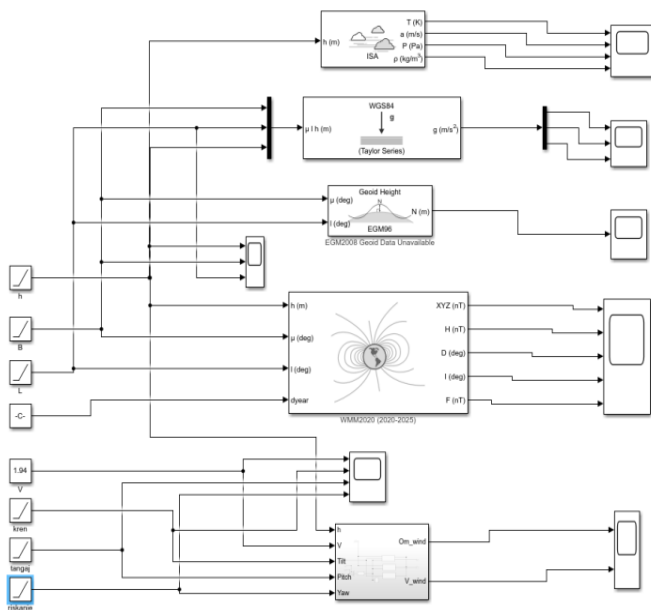 T (K)
a (m/s)
h (m)
P (Pa)
ρ (kg/m³)
ISA
WGS84
g
μ l h (m)
g (m/s²)
(Taylor Series)
Geoid Height
μ (deg)
N
N (m)
l (deg)
EGM96
EGM2008 Geoid Data Unavailable
h
B
L
-C-
h (m)
XYZ (nT)
H (nT)
μ (deg)
D (deg)
l (deg)
I (deg)
dyear
F (nT)
WMM2020 (2020-2025)
1.94
V
kren
tangaj
riskanie
h
Om_wind
V
Tilt
V_wind
Pitch
Yaw